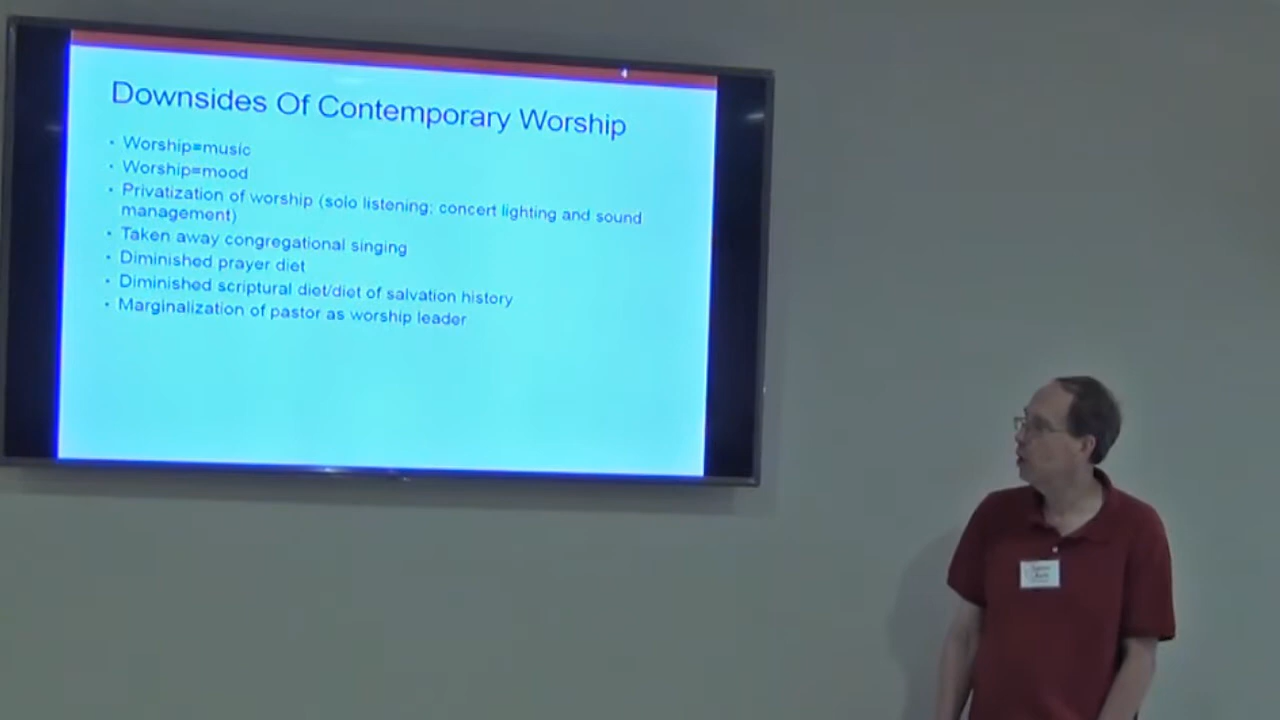 4
Downsides Of Contemporary Worship
• Worship=music
• Worship=mood
• Privatization of worship (solo listening; concert lighting and sound
management)
• Taken away congregational singing
• Diminished prayer diet
• Diminished scriptural diet/diet of salvation history
• Marginalization of pastor as worship leader